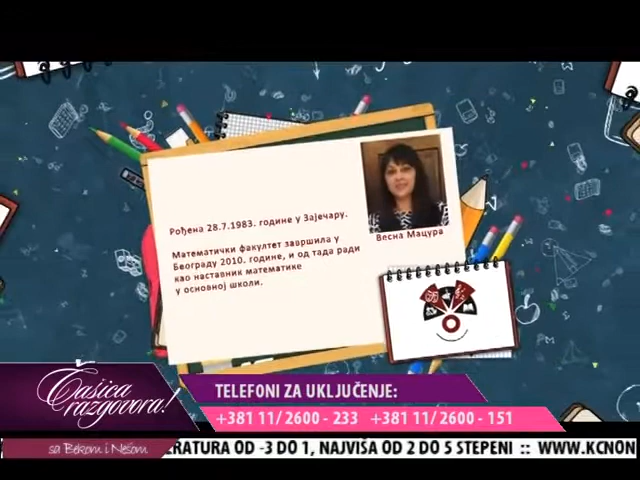 Рођена 28.7.1983. године у Зајечару.
Математички факултет завршила у
Београду 2010. године, и од тада ради
као наставник математике
у основној школи.
Весна Мацура
Čašica
razgovora!
sa Bekom i Nešom
TELEFONI ZA UKLJUČENJE:
+381 11/ 2600 - 233 +381 11/ 2600 - 151
ERATURA OD -3 DO 1, NAJVIŠA OD 2 DO 5 STEPENI :: WWW.KCNON